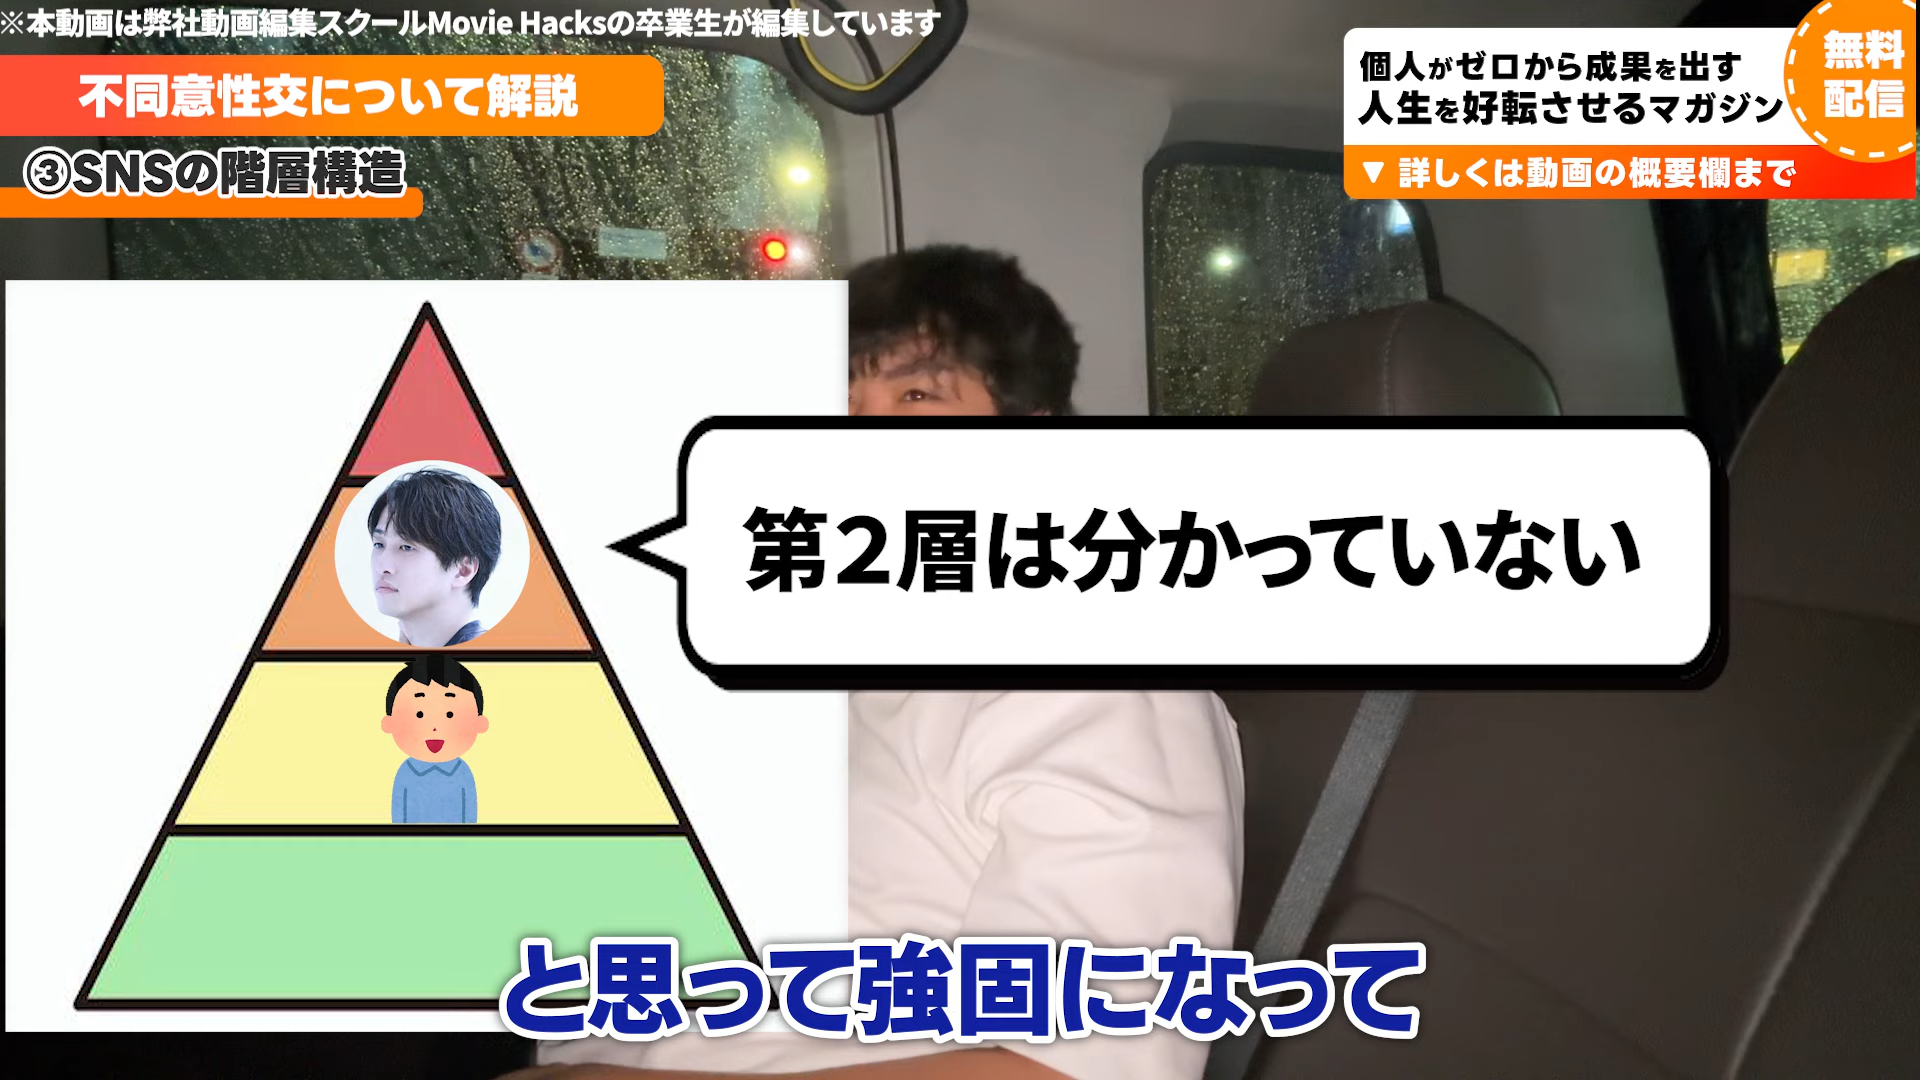 ※本動画は弊社動画編集スクールMovie Hacksの卒業生が編集しています
不同意性交について解説
③SNSの階層構造
個人がゼロから成果を出す
人生を好転させるマガジン
無料
配信
▼ 詳しくは動画の概要欄まで
第2層は分かっていない
と思って強固になって